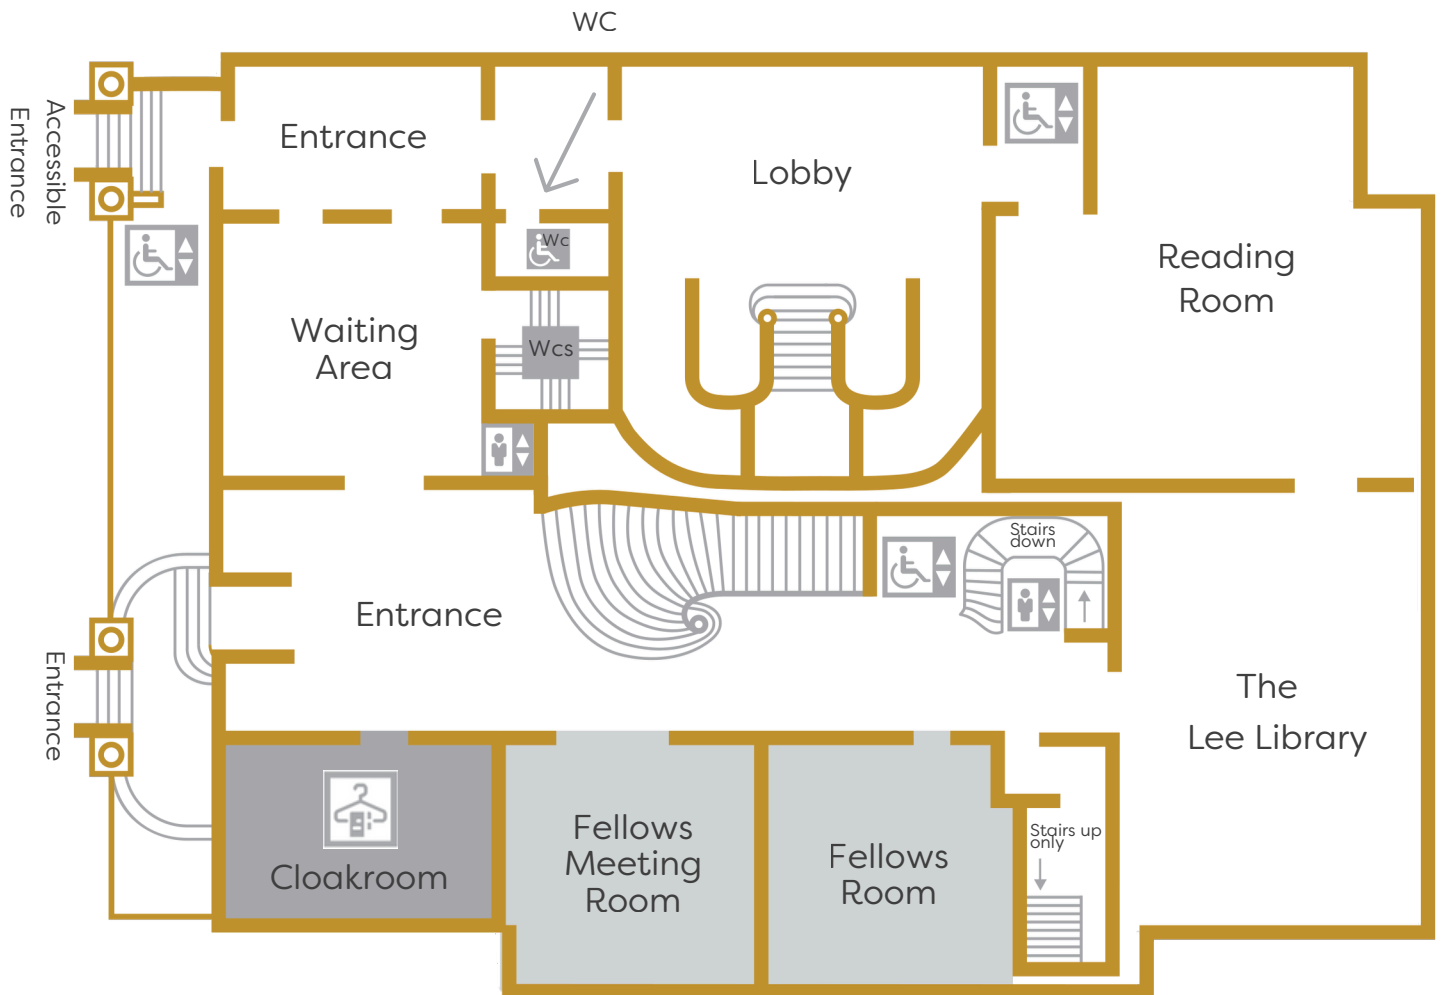 WC
Accessible
Entrance
Entrance
Lobby
Wc
Reading
Room
Waiting
Area
Wcs
Stairs
down
Entrance
Entrance
The
Lee Library
Stairs up
only
Fellows
Meeting
Room
Fellows
Room
Cloakroom